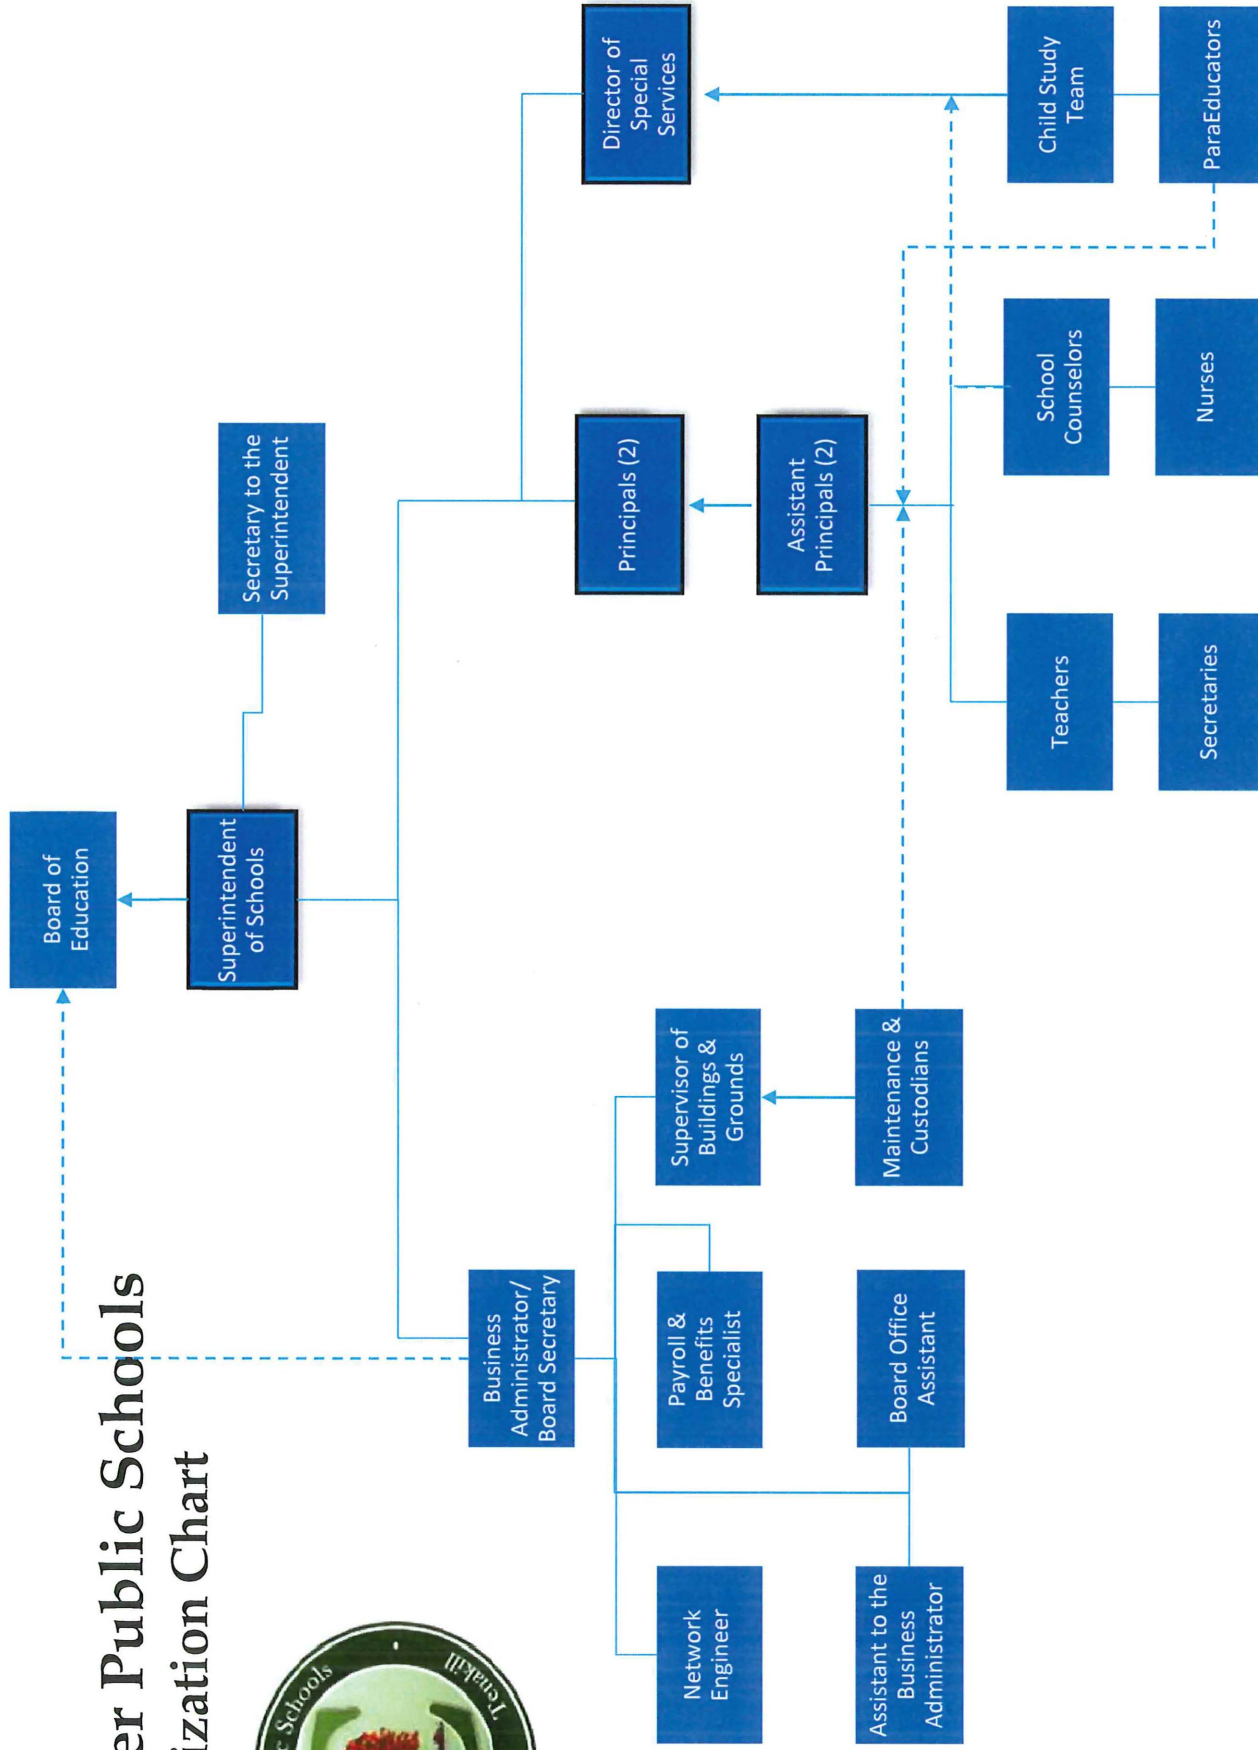 er Public Schools
ization Chart
Schools
Tenakill
Board of
Education
Superintendent
of Schools
Secretary to the
Superintendent
Business
Administrator/
Board Secretary
Principals (2)
Director of
Special
Services
Network
Engineer
Payroll &
Benefits
Specialist
Supervisor of
Buildings &
Grounds
Assistant
Principals (2)
Assistant to the
Business
Administrator
Board Office
Assistant
Maintenance &
Custodians
Teachers
School
Counselors
Child Study
Team
Secretaries
Nurses
ParaEducators